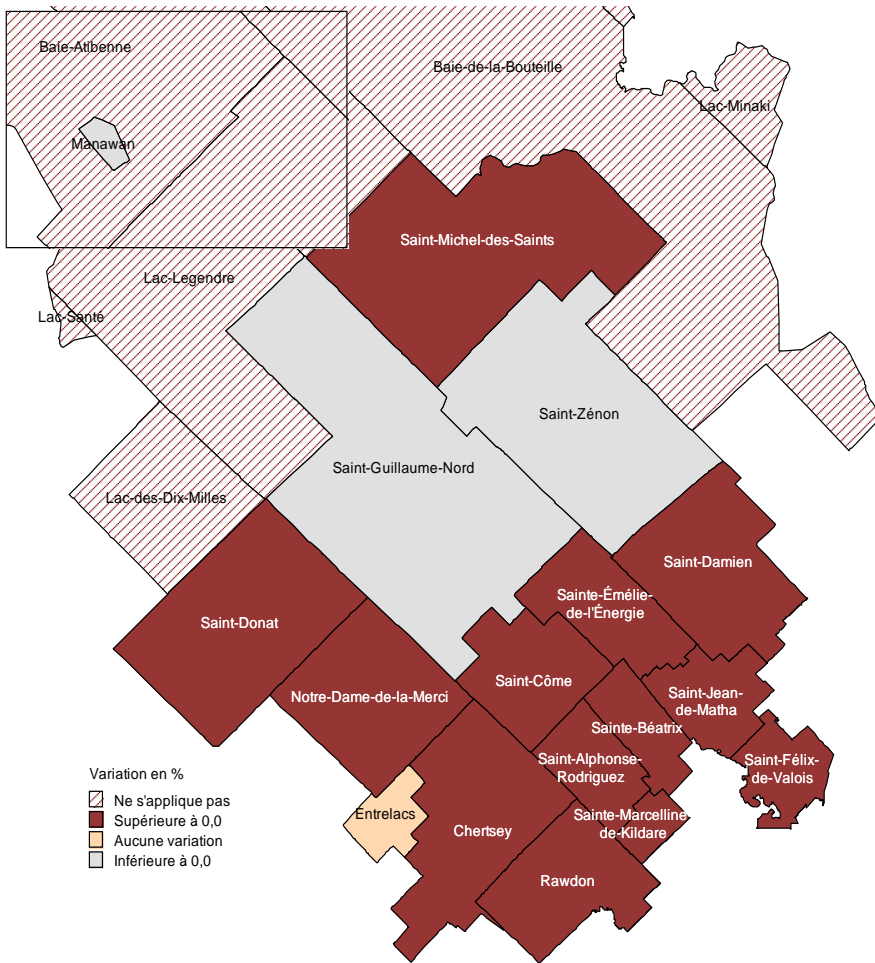 Baie-Atibenne
Baie-de-la-Bouteille
Lac-Minaki
Manawan
Saint-Michel-des-Saints
Lac-Legendre
Lac-Santé
Saint-Zénon
Saint-Guillaume-Nord
Lac-des-Dix-Milles
Saint-Damien
Sainte-Émélie-
de-l'Énergie
Saint-Donat
Saint-Côme
Notre-Dame-de-la-Merci
Saint-Jean-
de-Matha
Sainte-Béatrix
Saint-Alphonse-
Rodriguez
Saint-Félix-
de-Valois
Entrelacs
Sainte-Marcelline-
de-Kildare
Chertsey
Rawdon
Variation en %
Ne s'applique pas
Supérieure à 0,0
Aucune variation
Inférieure à 0,0